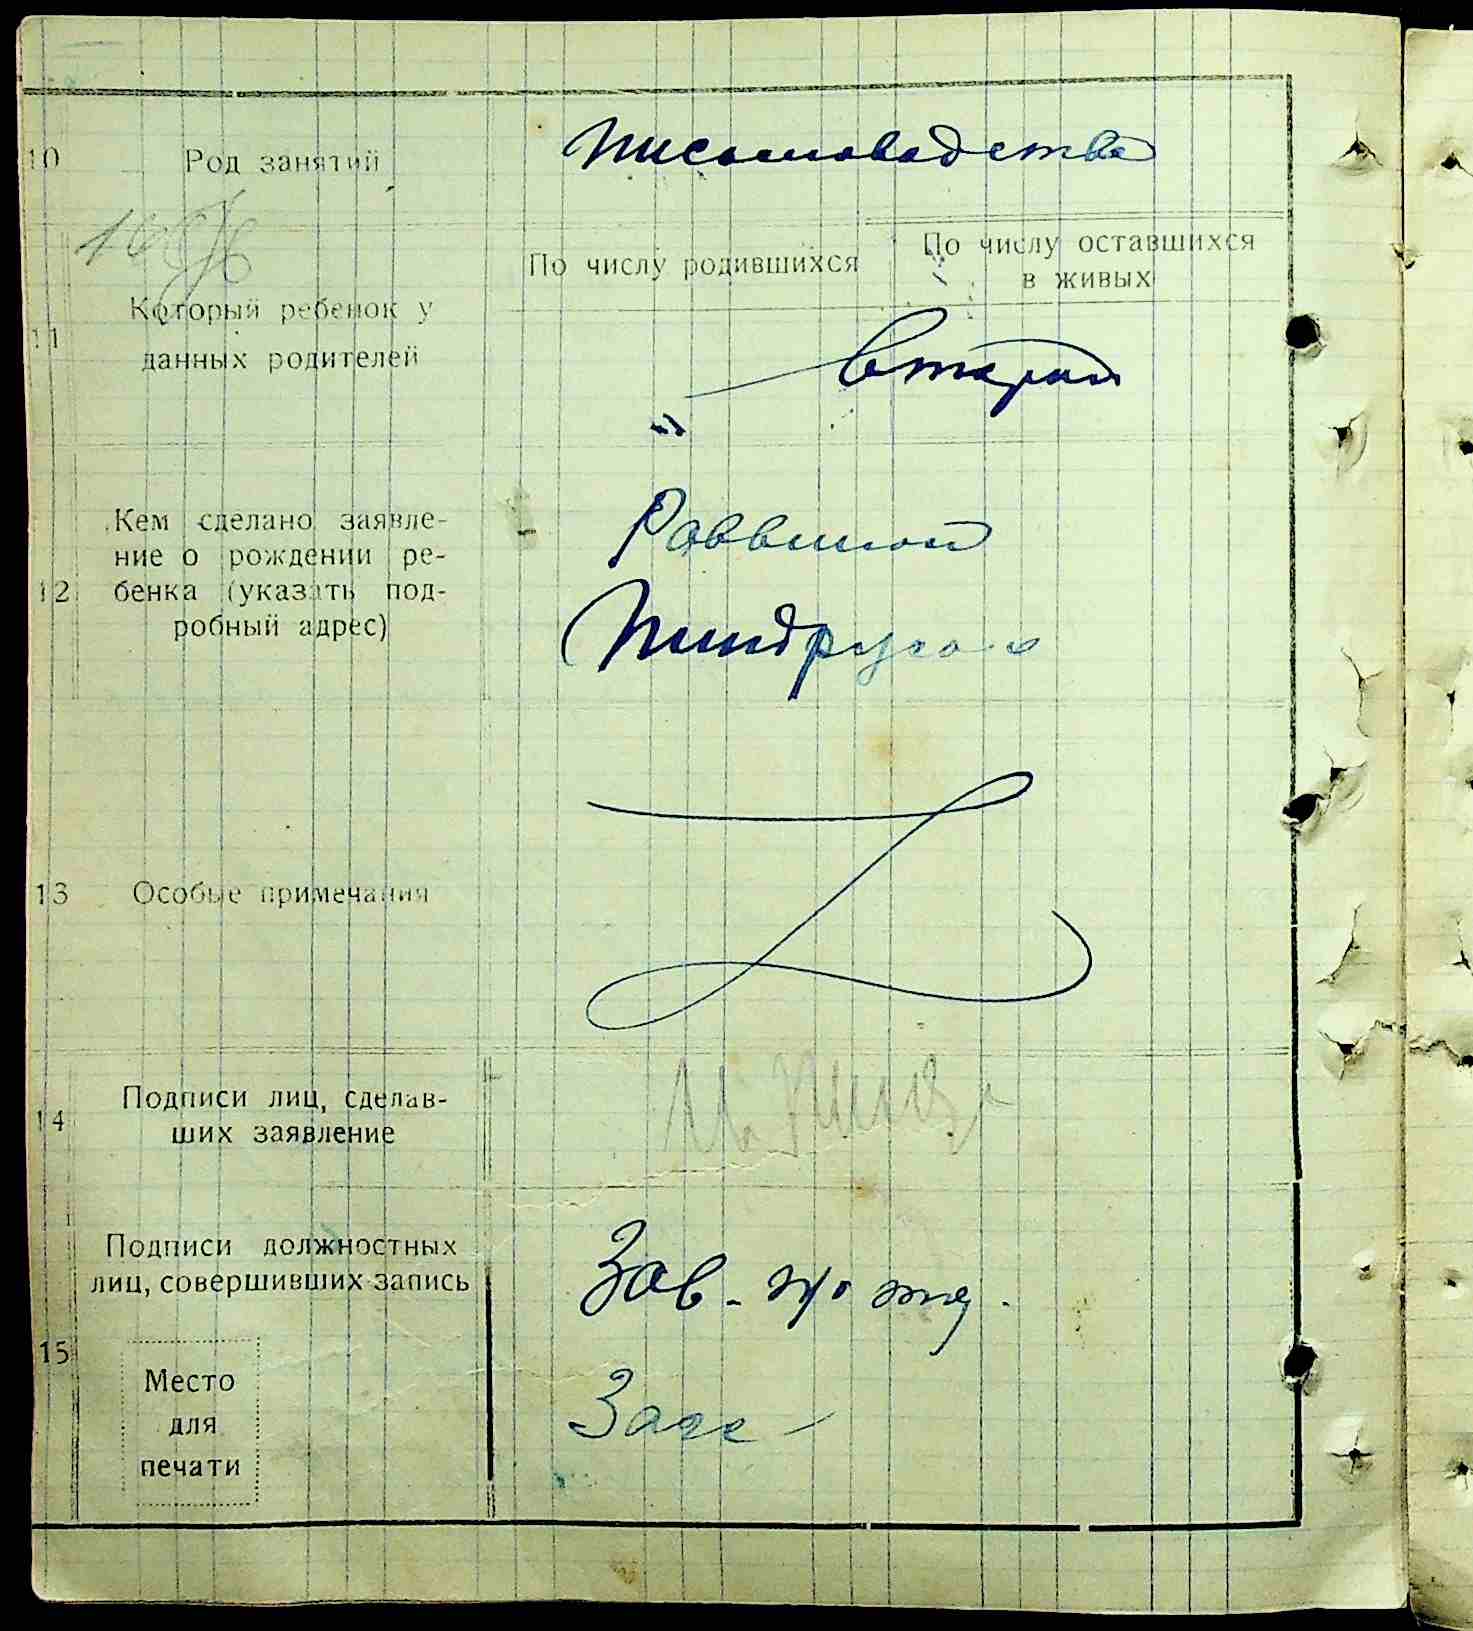 10 Род занятий письмоводство
По числу родившихся
По числу оставшихся
в живых
Который ребенок у
11
данных родителей
второй
"
Кем сделано заявле-
ние о рождении ре-
12 бенка (указать под-
робный адрес)
Раввином
13 Особые примечания
14 Подписи лиц, сделав-
ших заявление
Подписи должностных
лиц, совершивших запись
Зав.
15
Место
для
печати